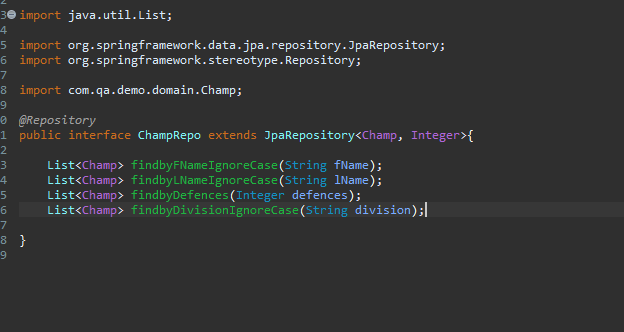 2
3 import java.util.List;
4
5 import org.springframework.data.jpa.repository.JpaRepository;
6 import org.springframework.stereotype.Repository;
7
8 import com.qa.demo.domain.Champ;
9
0 @Repository
1 public interface ChampRepo extends JpaRepository<Champ, Integer>{
2
3 List<Champ> findbyFNameIgnoreCase(String fName);
4 List<Champ> findbyLNameIgnoreCase(String lName);
5 List<Champ> findbyDefences(Integer defences);
6 List<Champ> findbyDivisionIgnoreCase(String division);
7
8 }
9